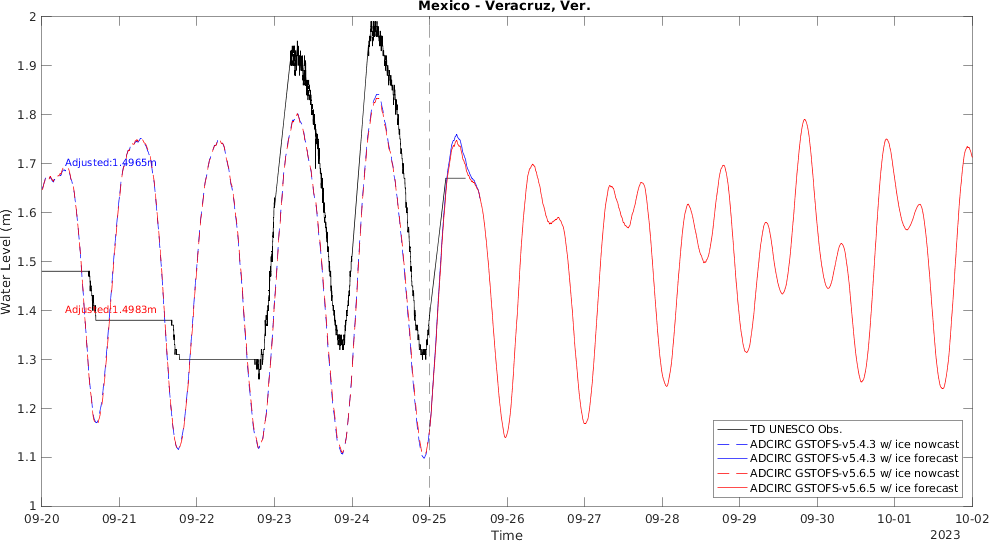 Mexico - Veracruz, Ver.
Water Level (m)
2
1.9
1.8
1.7
1.6
1.5
1.4
1.3
1.2
1.1
1
Adjusted:1.4965m
Adjusted:1.4983m
TD UNESCO Obs.
ADCIRC GSTOFS-v5.4.3 w/ ice nowcast
ADCIRC GSTOFS-v5.4.3 w/ ice forecast
ADCIRC GSTOFS-v5.6.5 w/ ice nowcast
ADCIRC GSTOFS-v5.6.5 w/ ice forecast
09-20 09-21 09-22 09-23 09-24 09-25 09-26 09-27 09-28 09-29 09-30 10-01 10-02
Time
2023